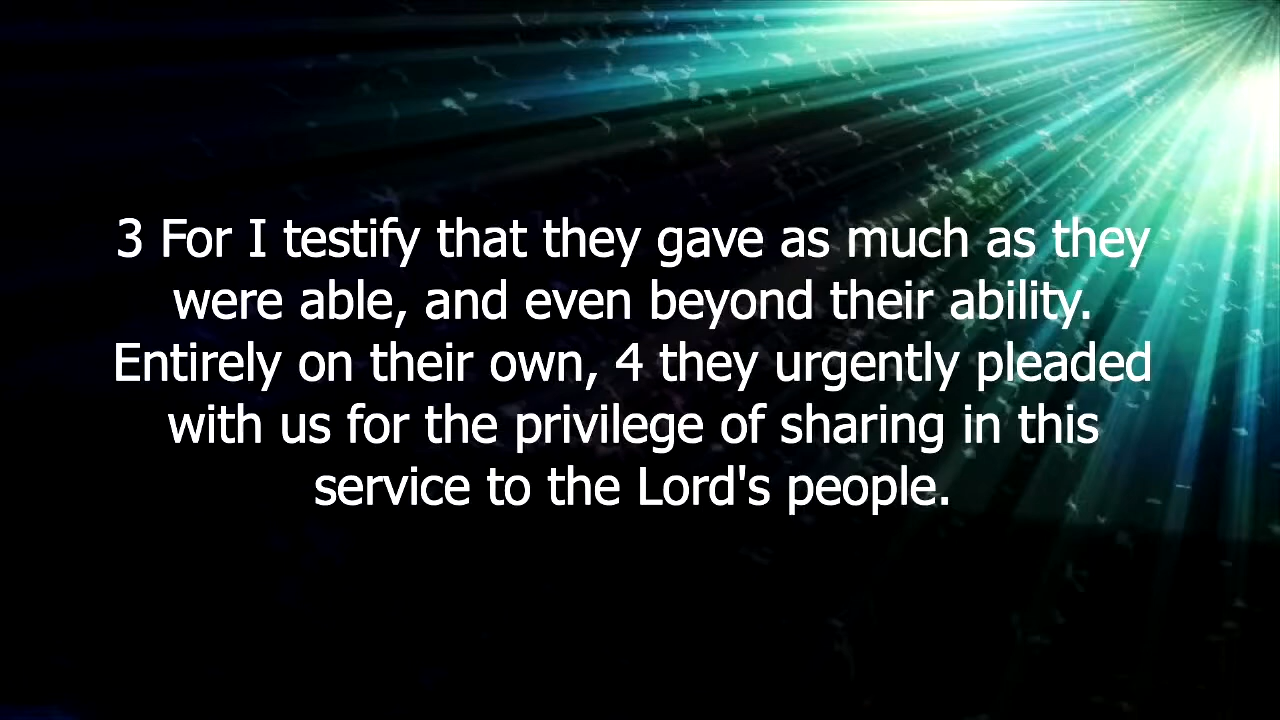 3 For I testify that they gave as much as they
were able, and even beyond their ability.
Entirely on their own, 4 they urgently pleaded
with us for the privilege of sharing in this
service to the Lord's people.